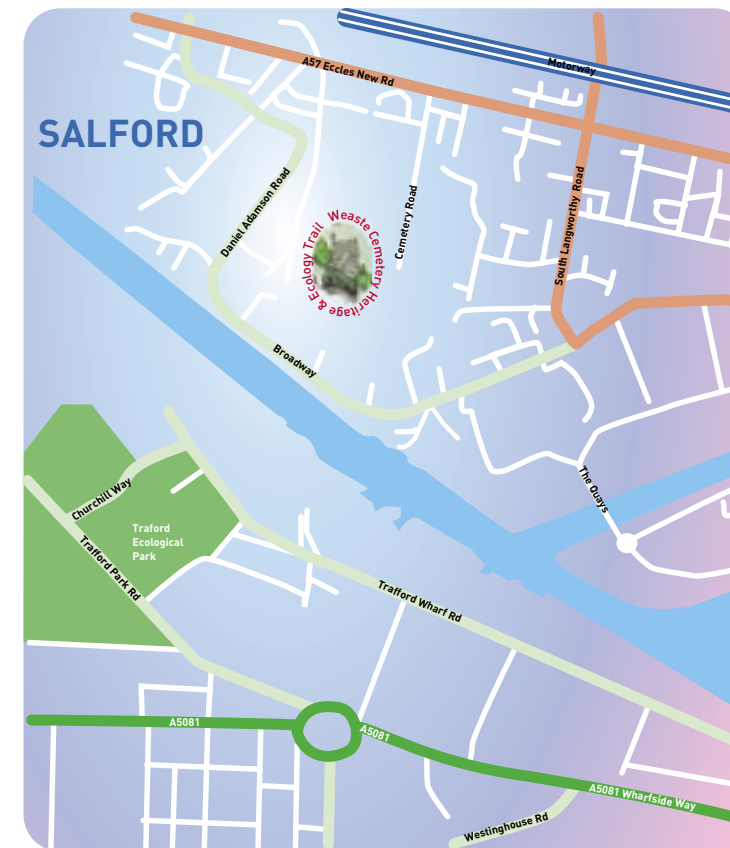 A57 Eccles New Rd
Motorway
SALFORD
Daniel Adamson Road
Weaste Cemetery Heritage & Ecology Trail
Cemetery Road
South Langworthy Road
Broadway
The Quays
Churchill Way
Traford
Ecological
Park
Trafford Park Rd
Trafford Wharf Rd
A5081
A5081
A5081 Wharfside Way
Westinghouse Rd